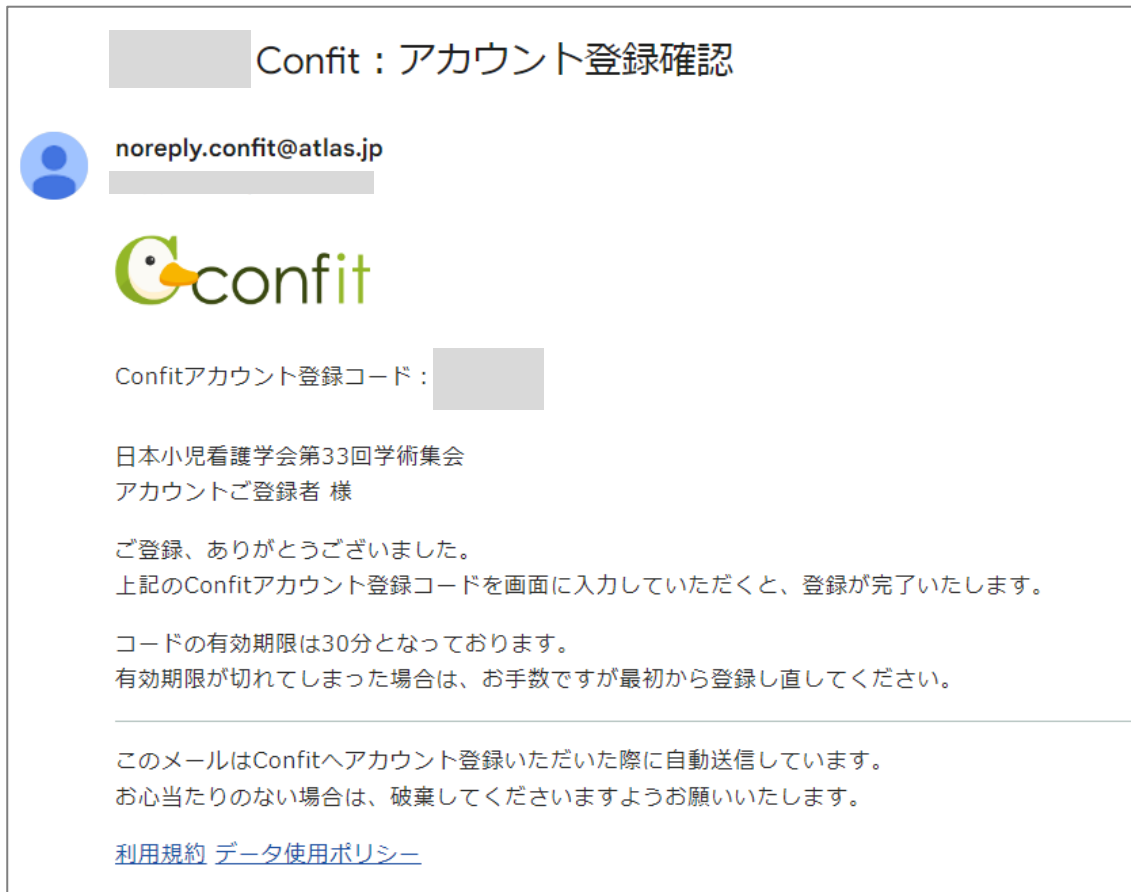 Confit：アカウント登録確認
noreply.confit@atlas.jp
confit
Confitアカウント登録コード：
日本小児看護学会第33回学術集会
アカウントご登録者 様
ご登録、ありがとうございました。
上記のConfitアカウント登録コードを画面に入力していただくと、登録が完了いたします。
コードの有効期限は30分となっております。
有効期限が切れてしまった場合は、お手数ですが最初から登録し直してください。
このメールはConfitへアカウント登録いただいた際に自動送信しています。
お心当たりのない場合は、破棄してくださいますようお願いいたします。
利用規約 データ使用ポリシー